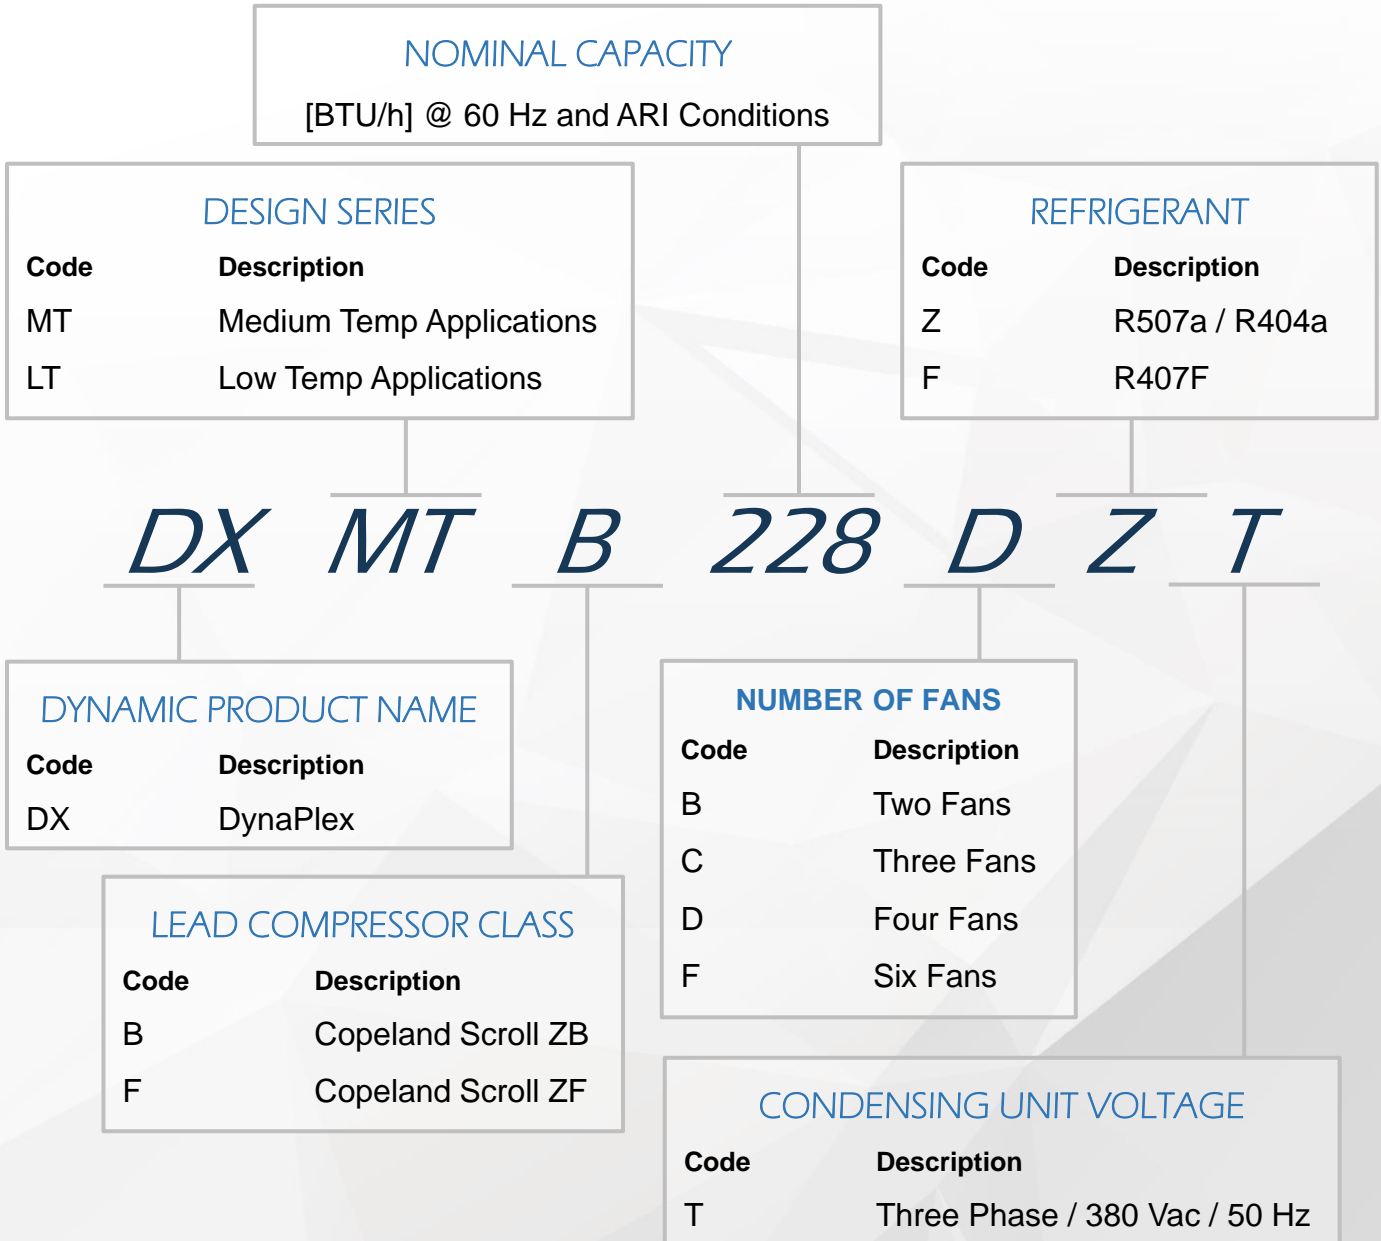 NOMINAL CAPACITY
[BTU/h] @ 60 Hz and ARI Conditions
DESIGN SERIES
Code Description
MT Medium Temp Applications
LT Low Temp Applications
REFRIGERANT
Code Description
Z R507a / R404a
F R407F
DX MT B 228 D Z T
DYNAMIC PRODUCT NAME
Code Description
DX DynaPlex
LEAD COMPRESSOR CLASS
Code Description
B Copeland Scroll ZB
F Copeland Scroll ZF
NUMBER OF FANS
Code Description
B Two Fans
C Three Fans
D Four Fans
F Six Fans
CONDENSING UNIT VOLTAGE
Code Description
T Three Phase / 380 Vac / 50 Hz